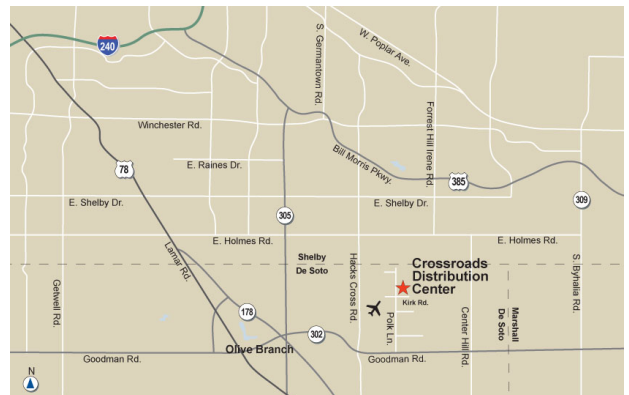 240
S. Germantown Rd.
W. Poplar Ave.
Winchester Rd.
Forrest Hill Irene Rd.
Bill Morris Pkwy.
78
E. Raines Dr.
385
E. Shelby Dr.
E. Shelby Dr.
309
305
E. Holmes Rd.
E. Holmes Rd.
Lamar Rd.
Shelby
De Soto
Hacks Cross Rd.
Crossroads
Distribution
Center
Kirk Rd.
S. Byhalia Rd.
Getwell Rd.
178
Polk Ln.
Center Hill Rd.
Marshall
De Soto
302
Olive Branch
Goodman Rd.
Goodman Rd.
N